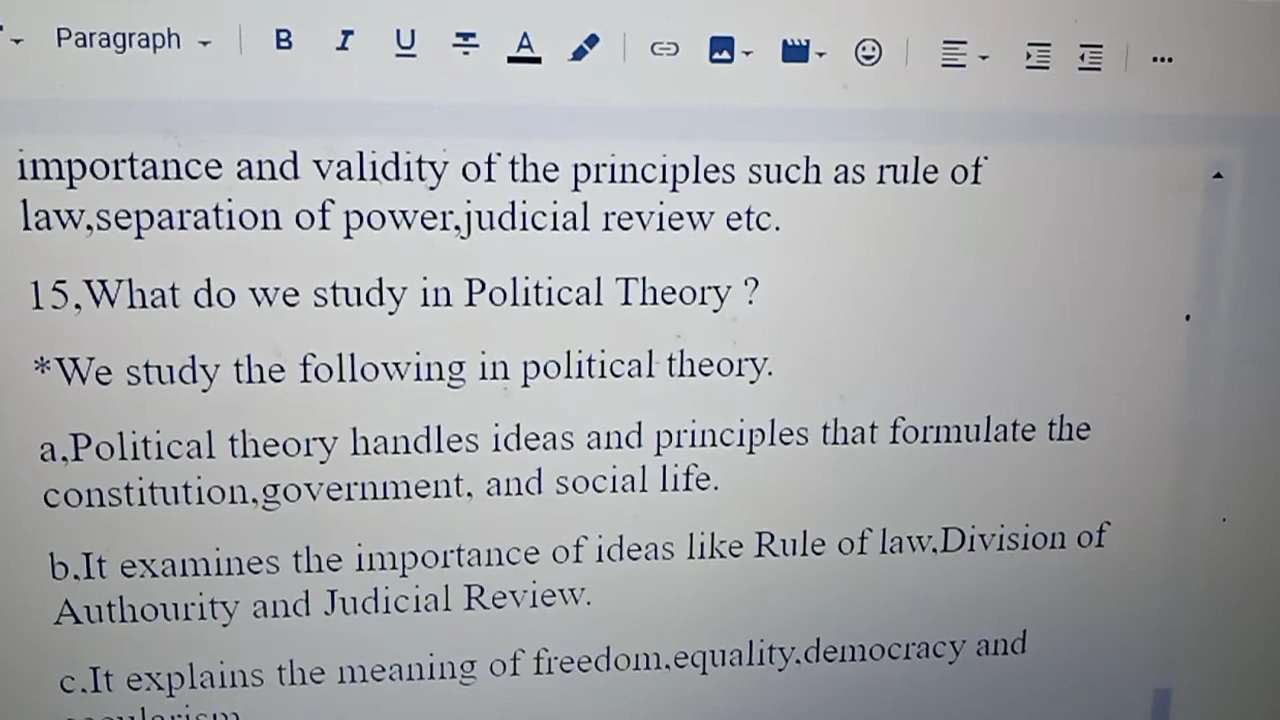 Paragraph
B I U A
importance and validity of the principles such as rule of
law,separation of power,judicial review etc.
15,What do we study in Political Theory ?
*We study the following in political theory.
a,Political theory handles ideas and principles that formulate the
constitution,government, and social life.
b.It examines the importance of ideas like Rule of law,Division of
Authourity and Judicial Review.
c.It explains the meaning of freedom,equality,democracy and